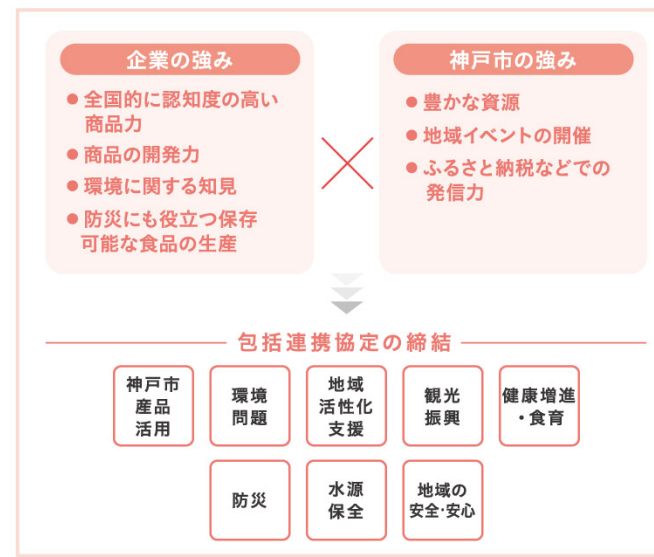 企業の強み
●全国的に認知度の高い
商品力
●商品の開発力
●環境に関する知見
●防災にも役立つ保存
可能な食品の生産
神戸市の強み
●豊かな資源
●地域イベントの開催
●ふるさと納税などでの
発信力
包括連携協定の締結
神戸市
産品
活用
環境
問題
地域
活性化
支援
観光
振興
健康増進
・食育
防災
水源
保全
地域の
安全・安心